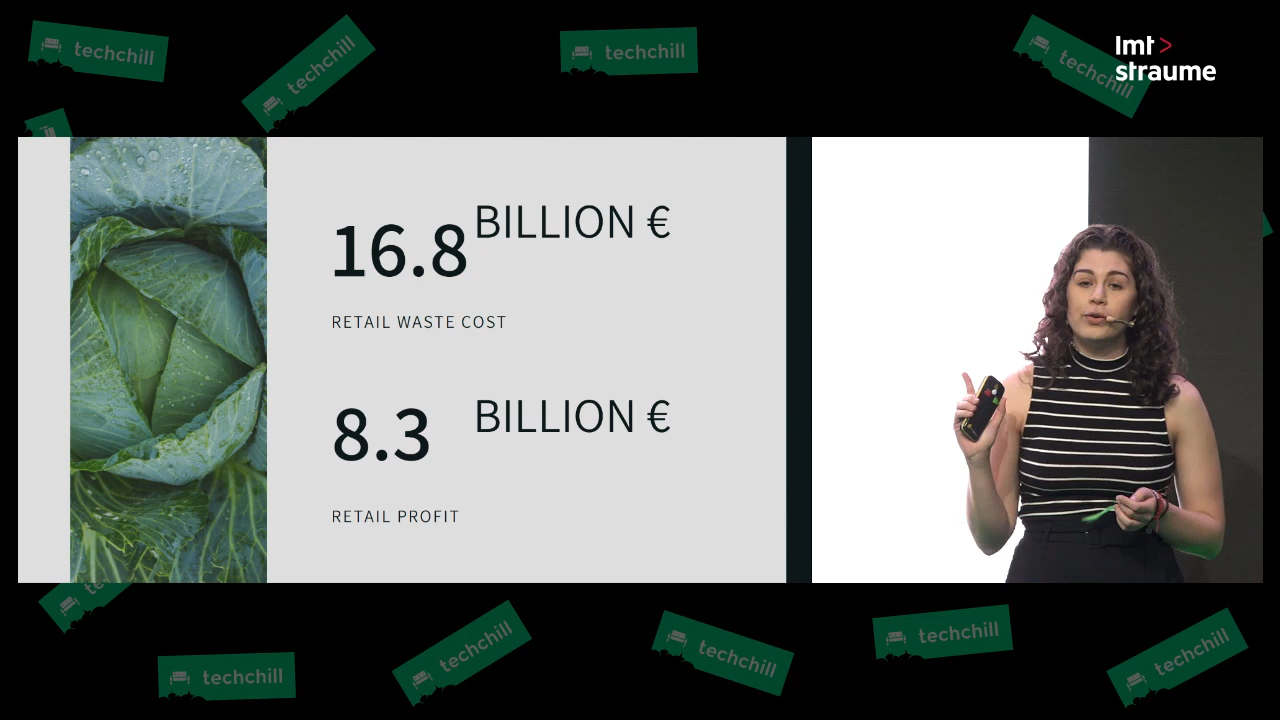 techchill
techchill
techchill
techchill
lmt >
straume
16.8 BILLION €
RETAIL WASTE COST
8.3 BILLION €
RETAIL PROFIT
te
techchill
techchill
techchill
techchill
techchill